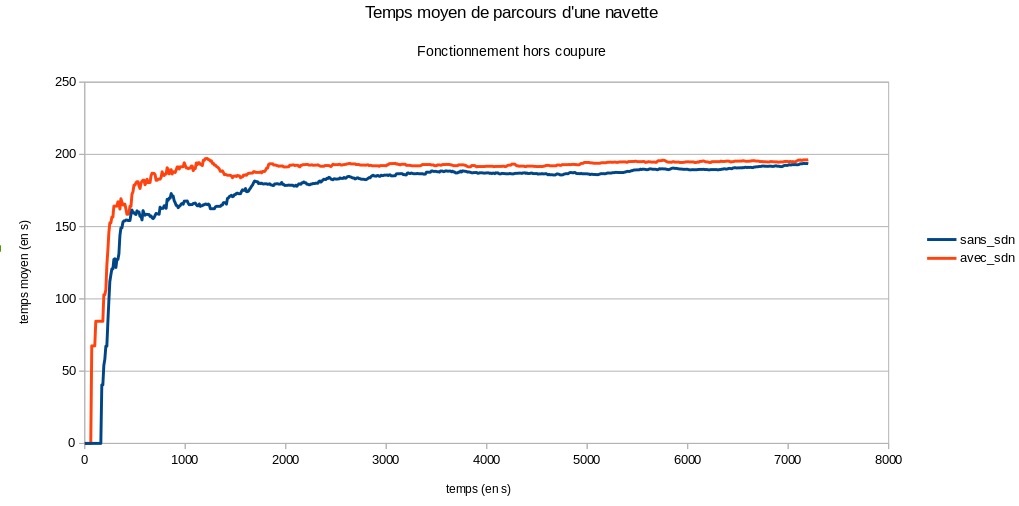 Temps moyen de parcours d'une navette
Fonctionnement hors coupure
250
200
150
100
50
0
temps moyen (en s)
0 1000 2000 3000 4000 5000 6000 7000 8000
temps (en s)
sans_sdn
avec_sdn